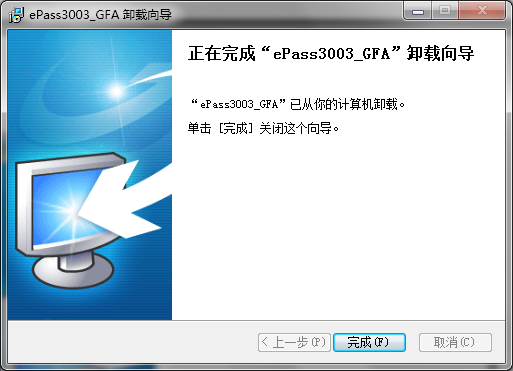 ePass3003_GFA 卸载向导
正在完成“ePass3003_GFA”卸载向导
“ePass3003_GFA”已从你的计算机卸载。
单击 [完成] 关闭这个向导。
< 上一步(P) 完成(F) 取消(C)